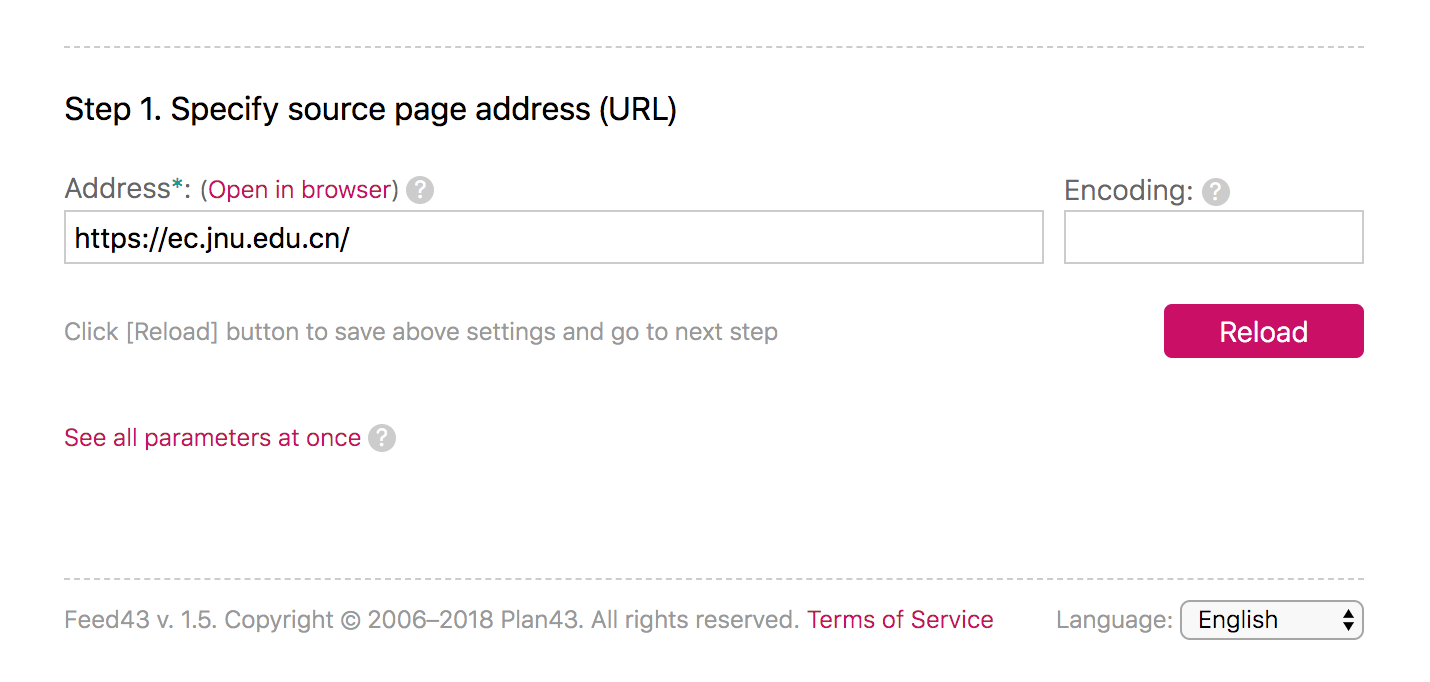 Step 1. Specify source page address (URL)
Address*: (Open in browser) ?
Encoding: ?
https://ec.jnu.edu.cn/
Click [Reload] button to save above settings and go to next step
Reload
See all parameters at once ?
Feed43 v. 1.5. Copyright © 2006–2018 Plan43. All rights reserved. Terms of Service
Language: English